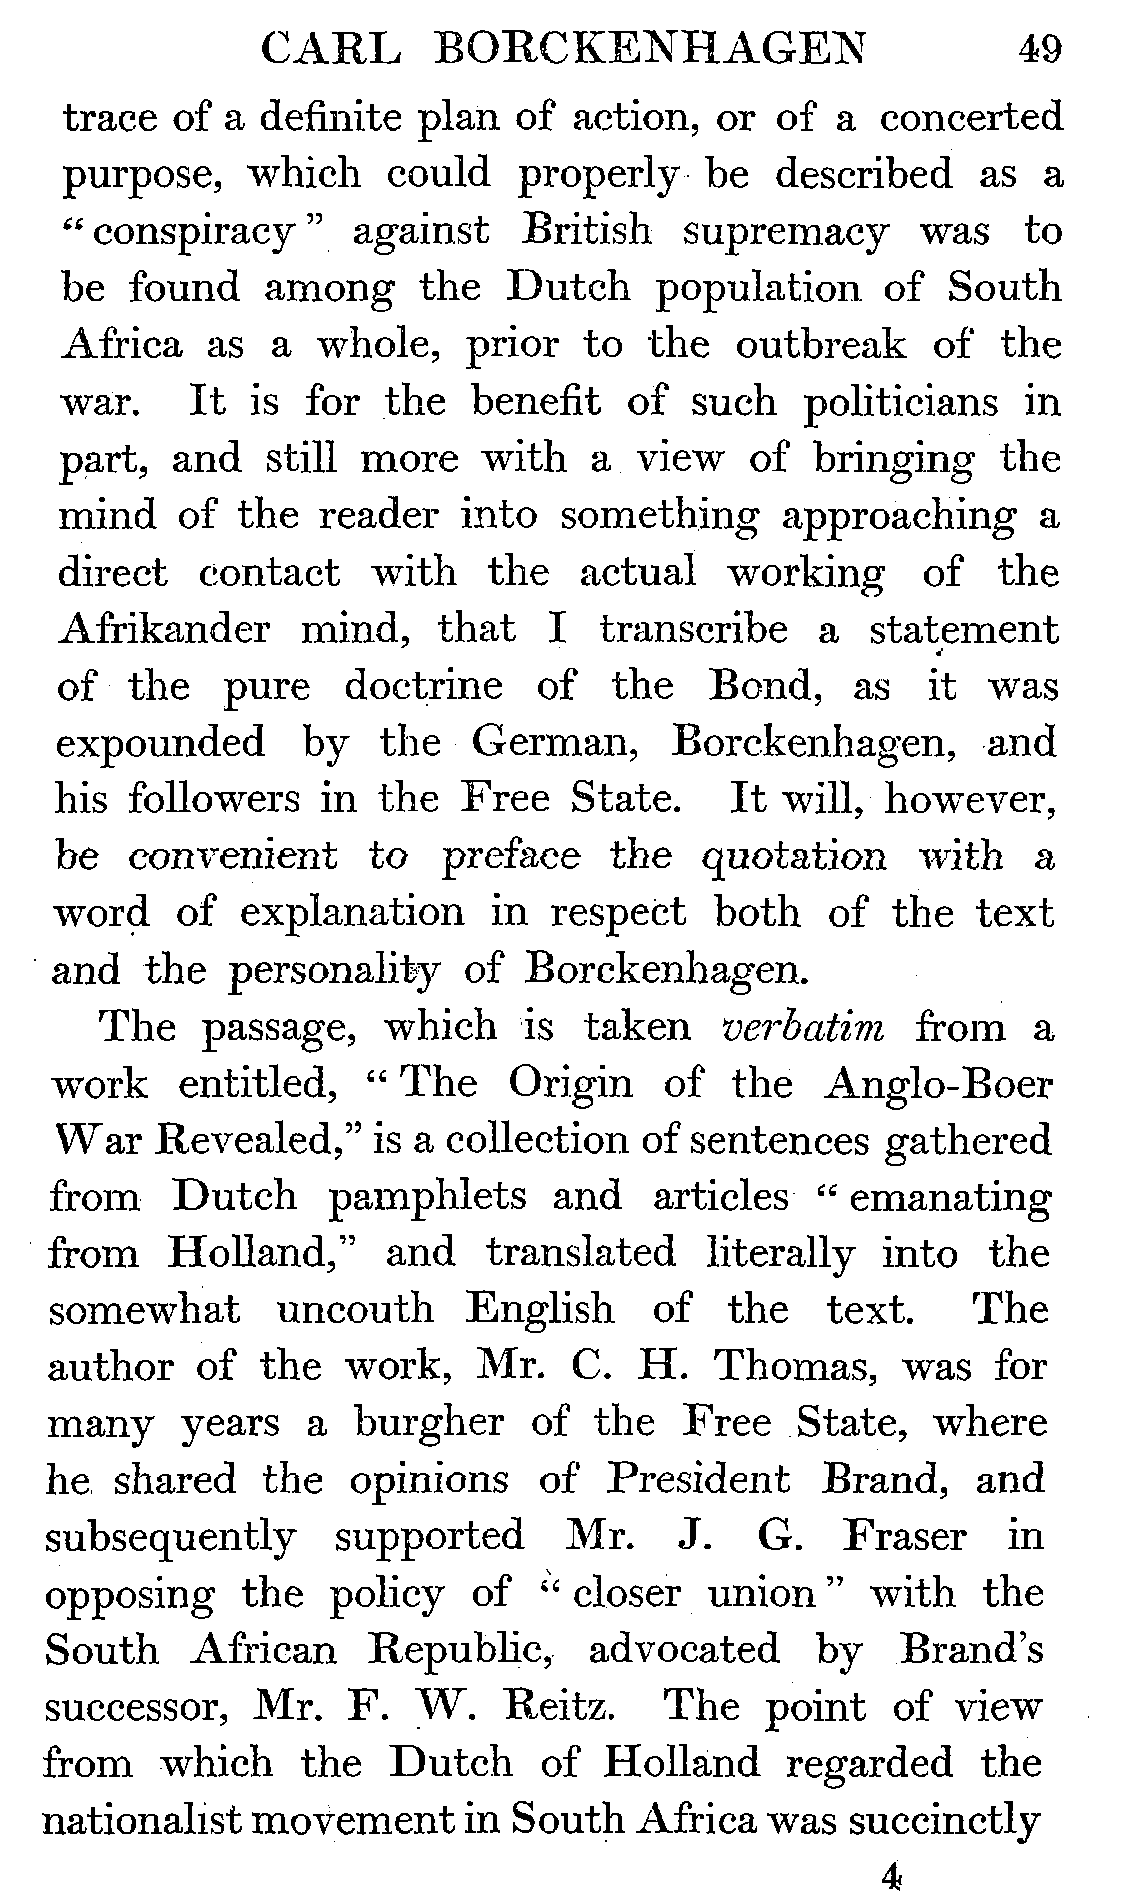 CARL BORCKENHAGEN 49
trace of a definite plan of action, or of a concerted
purpose, which could properly be described as a
“conspiracy” against British supremacy was to
be found among the Dutch population of South
Africa as a whole, prior to the outbreak of the
war. It is for the benefit of such politicians in
part, and still more with a view of bringing the
mind of the reader into something approaching a
direct contact with the actual working of the
Afrikander mind, that I transcribe a statement
of the pure doctrine of the Bond, as it was
expounded by the German, Borckenhagen, and
his followers in the Free State. It will, however,
be convenient to preface the quotation with a
word of explanation in respect both of the text
and the personality of Borckenhagen.
The passage, which is taken verbatim from a
work entitled, “The Origin of the Anglo-Boer
War Revealed,” is a collection of sentences gathered
from Dutch pamphlets and articles “emanating
from Holland,” and translated literally into the
somewhat uncouth English of the text. The
author of the work, Mr. C. H. Thomas, was for
many years a burgher of the Free State, where
he shared the opinions of President Brand, and
subsequently supported Mr. J. G. Fraser in
opposing the policy of “closer union” with the
South African Republic, advocated by Brand's
successor, Mr. F. W. Reitz. The point of view
from which the Dutch of Holland regarded the
nationalist movement in South Africa was succinctly
4